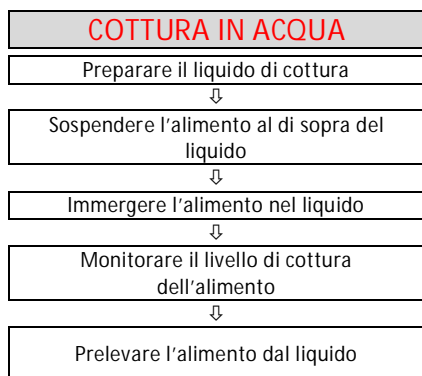 COTTURA IN ACQUA
Preparare il liquido di cottura
⇩
Sospendere l'alimento al di sopra del
liquido
⇩
Immergere l'alimento nel liquido
⇩
Monitorare il livello di cottura
dell'alimento
⇩
Prelevare l'alimento dal liquido